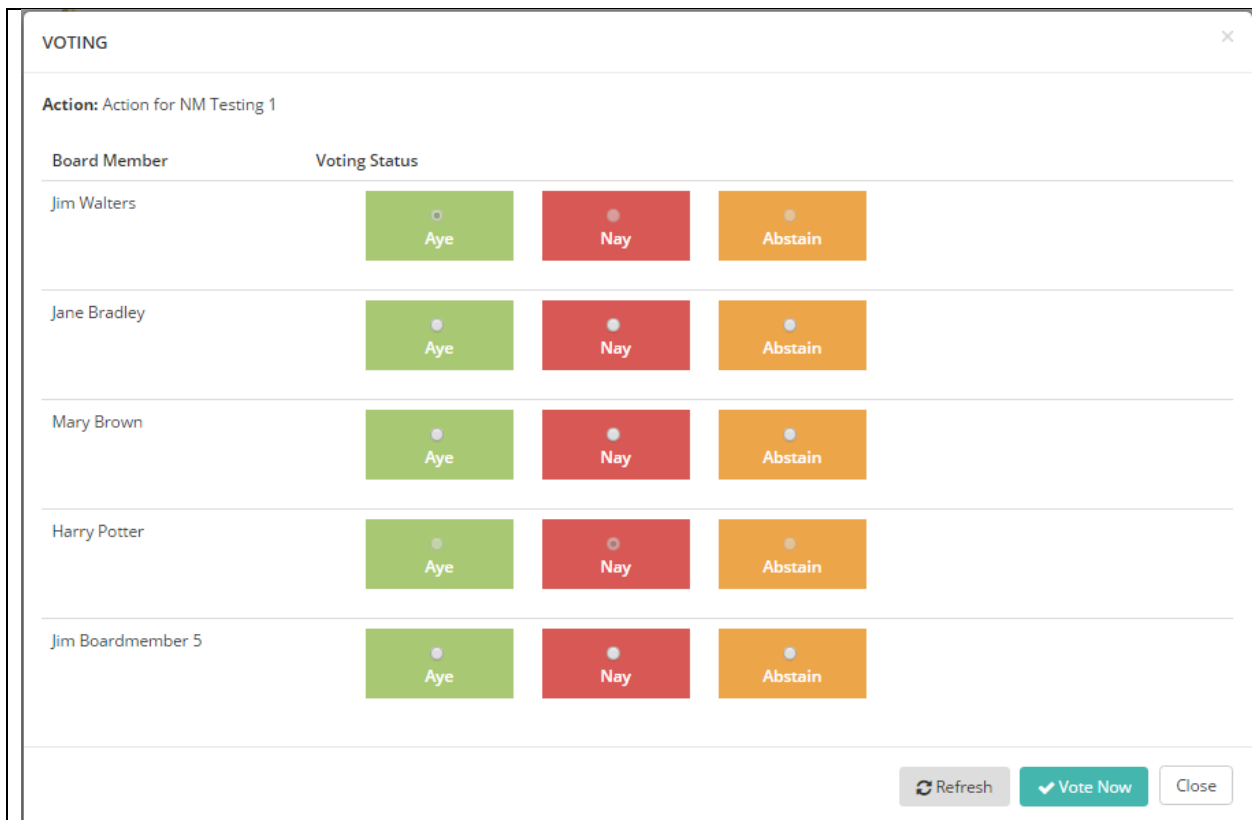 VOTING
Action: Action for NM Testing 1
Board Member Voting Status
Jim Walters
Aye Nay Abstain
Jane Bradley
Aye Nay Abstain
Mary Brown
Aye Nay Abstain
Harry Potter
Aye Nay Abstain
Jim Boardmember 5
Aye Nay Abstain
Refresh Vote Now Close